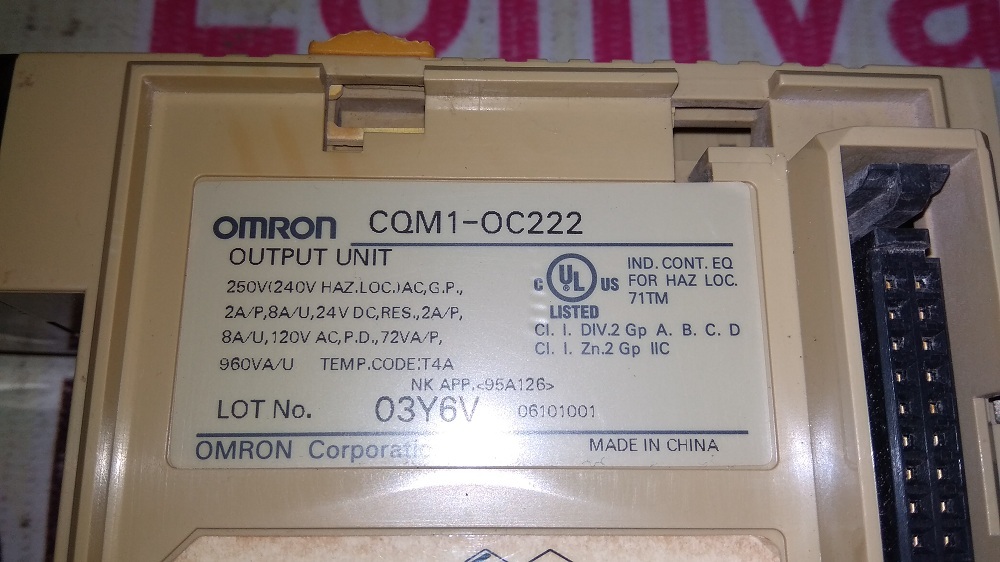 OMRON CQM1-OC222
OUTPUT UNIT
250V(240V HAZ.LOC.)AC,G.P.,
2A/P,8A/U,24V DC,RES.,2A/P,
8A/U,120V AC,P.D.,72VA/P,
960VA/U TEMP.CODE:T4A
C UL US
LISTED
IND. CONT. EQ
FOR HAZ LOC.
71TM
Cl. I. DIV.2 Gp A. B. C. D
Cl. I. Zn.2 Gp IIC
NK APP.<95A126>
LOT No. 03Y6V 06101001
OMRON Corporatio
MADE IN CHINA